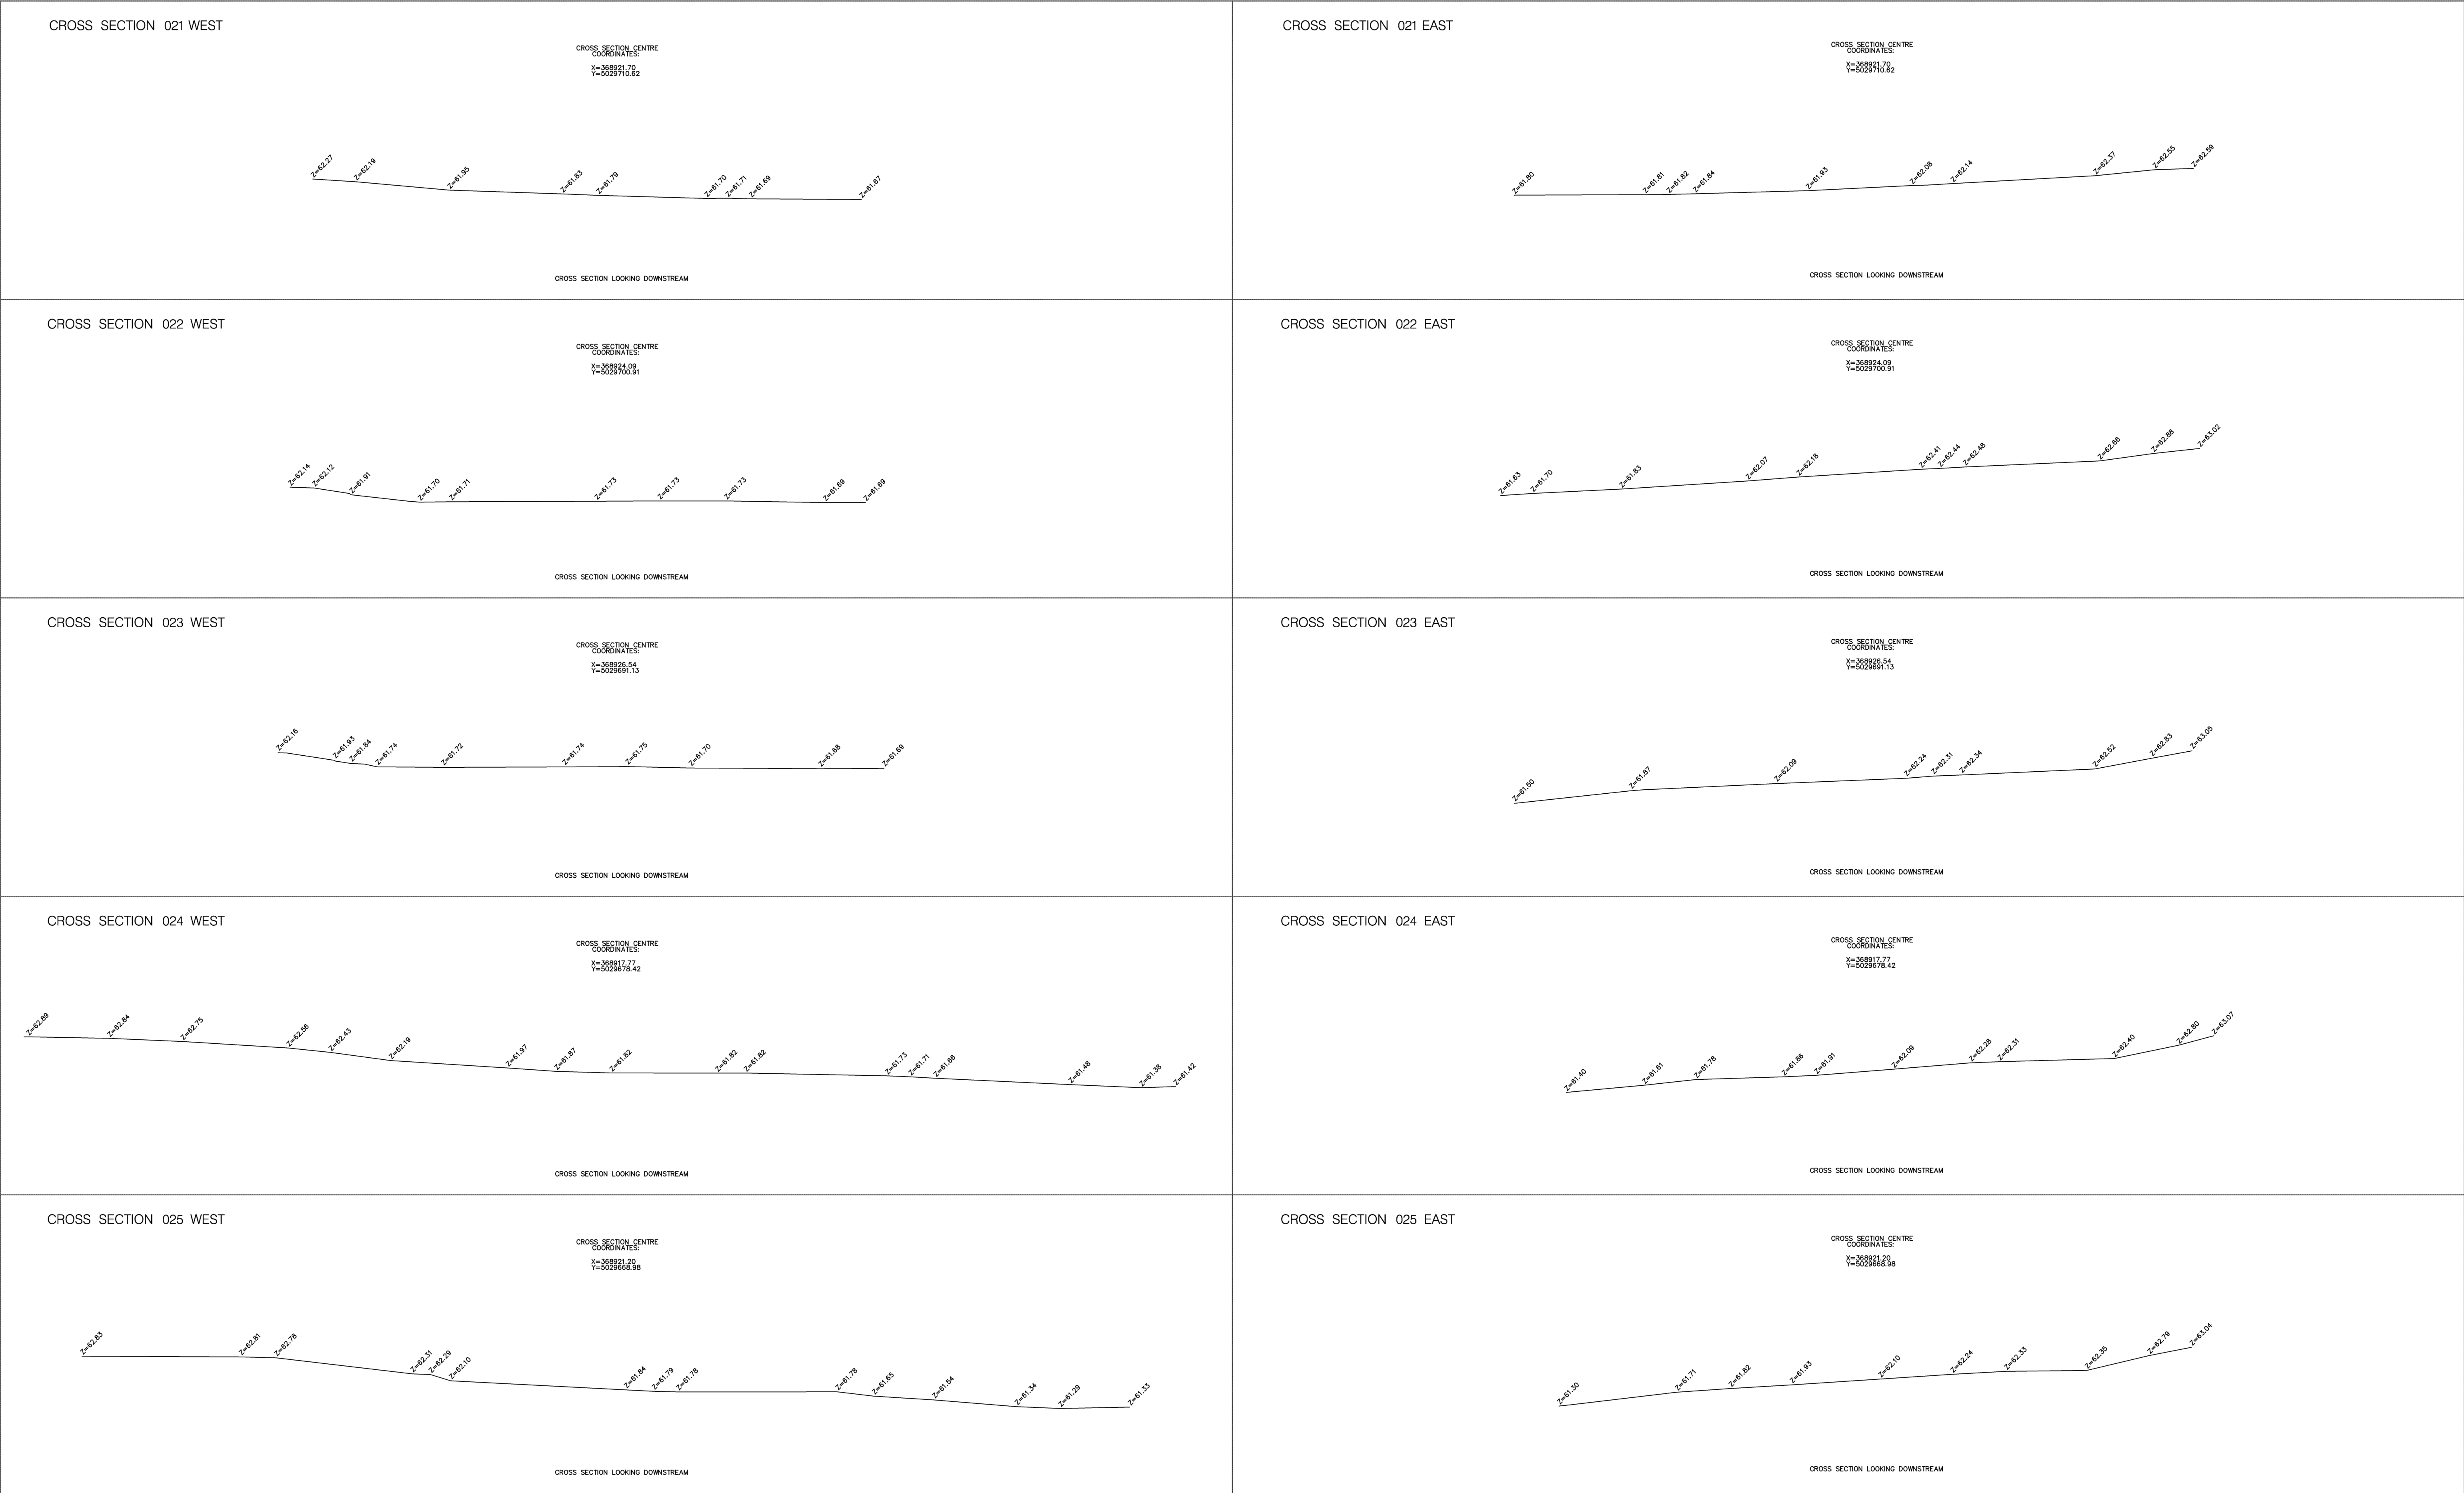 CROSS SECTION 021 WEST
CROSS SECTION CENTRE
COORDINATES:
X=368921.70
Y=5029710.62
Z=62.27
Z=62.19
Z=61.95
Z=61.83
Z=61.79
Z=61.70
Z=61.71
Z=61.69
Z=61.67
CROSS SECTION LOOKING DOWNSTREAM
CROSS SECTION 021 EAST
CROSS SECTION CENTRE
COORDINATES:
X=368921.70
Y=5029710.62
Z=61.80
Z=61.81
Z=61.82
Z=61.84
Z=61.93
Z=62.08
Z=62.14
Z=62.37
Z=62.55
Z=62.59
CROSS SECTION LOOKING DOWNSTREAM
CROSS SECTION 022 WEST
CROSS SECTION CENTRE
COORDINATES:
X=368924.09
Y=5029700.91
Z=62.14
Z=62.12
Z=61.91
Z=61.70
Z=61.71
Z=61.73
Z=61.73
Z=61.73
Z=61.69
Z=61.69
CROSS SECTION LOOKING DOWNSTREAM
CROSS SECTION 022 EAST
CROSS SECTION CENTRE
COORDINATES:
X=368924.09
Y=5029700.91
Z=61.63
Z=61.70
Z=61.83
Z=62.07
Z=62.18
Z=62.41
Z=62.44
Z=62.48
Z=62.66
Z=62.88
Z=63.02
CROSS SECTION LOOKING DOWNSTREAM
CROSS SECTION 023 WEST
CROSS SECTION CENTRE
COORDINATES:
X=368926.54
Y=5029691.13
Z=62.16
Z=61.93
Z=61.84
Z=61.74
Z=61.72
Z=61.74
Z=61.75
Z=61.70
Z=61.68
Z=61.69
CROSS SECTION LOOKING DOWNSTREAM
CROSS SECTION 023 EAST
CROSS SECTION CENTRE
COORDINATES:
X=368926.54
Y=5029691.13
Z=61.50
Z=61.87
Z=62.09
Z=62.24
Z=62.31
Z=62.34
Z=62.52
Z=62.83
Z=63.05
CROSS SECTION LOOKING DOWNSTREAM
CROSS SECTION 024 WEST
CROSS SECTION CENTRE
COORDINATES:
X=368917.77
Y=5029678.42
Z=62.89
Z=62.84
Z=62.75
Z=62.56
Z=62.43
Z=62.19
Z=61.97
Z=61.87
Z=61.82
Z=61.82
Z=61.82
Z=61.73
Z=61.71
Z=61.66
Z=61.48
Z=61.38
Z=61.42
CROSS SECTION LOOKING DOWNSTREAM
CROSS SECTION 024 EAST
CROSS SECTION CENTRE
COORDINATES:
X=368917.77
Y=5029678.42
Z=61.40
Z=61.61
Z=61.78
Z=61.86
Z=61.91
Z=62.09
Z=62.28
Z=62.31
Z=62.40
Z=62.80
Z=63.07
CROSS SECTION LOOKING DOWNSTREAM
CROSS SECTION 025 WEST
CROSS SECTION CENTRE
COORDINATES:
X=368921.20
Y=5029668.98
Z=62.83
Z=62.81
Z=62.78
Z=62.31
Z=62.29
Z=62.10
Z=61.84
Z=61.79
Z=61.78
Z=61.78
Z=61.65
Z=61.54
Z=61.34
Z=61.29
Z=61.33
CROSS SECTION LOOKING DOWNSTREAM
CROSS SECTION 025 EAST
CROSS SECTION CENTRE
COORDINATES:
X=368921.20
Y=5029668.98
Z=61.30
Z=61.71
Z=61.82
Z=61.93
Z=62.10
Z=62.24
Z=62.33
Z=62.35
Z=62.79
Z=63.04
CROSS SECTION LOOKING DOWNSTREAM